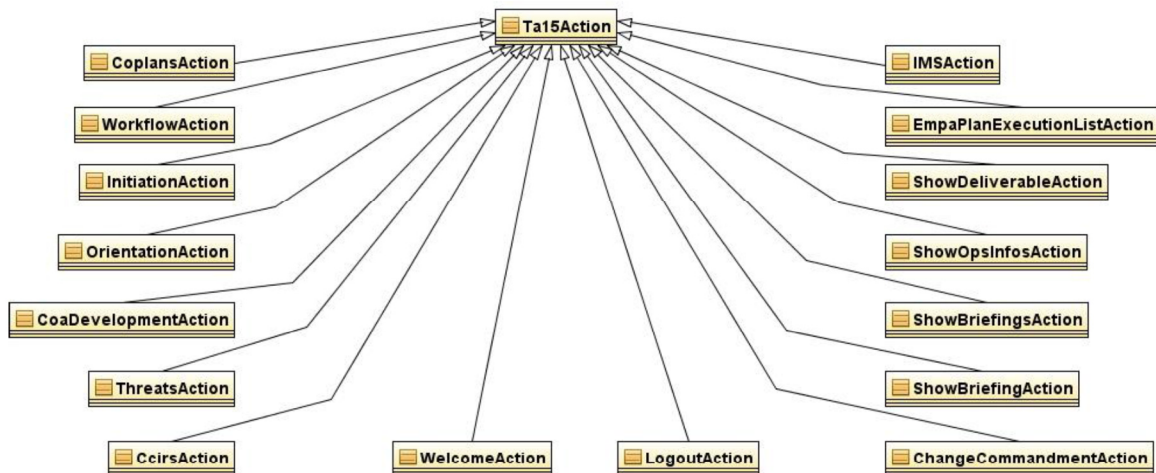 Ta15Action
CoplansAction
IMSAction
WorkflowAction
EmpaPlanExecutionListAction
InitiationAction
ShowDeliverableAction
OrientationAction
ShowOpsInfosAction
CoaDevelopmentAction
ShowBriefingsAction
ThreatsAction
ShowBriefingAction
CcirsAction
WelcomeAction
LogoutAction
ChangeCommandmentAction